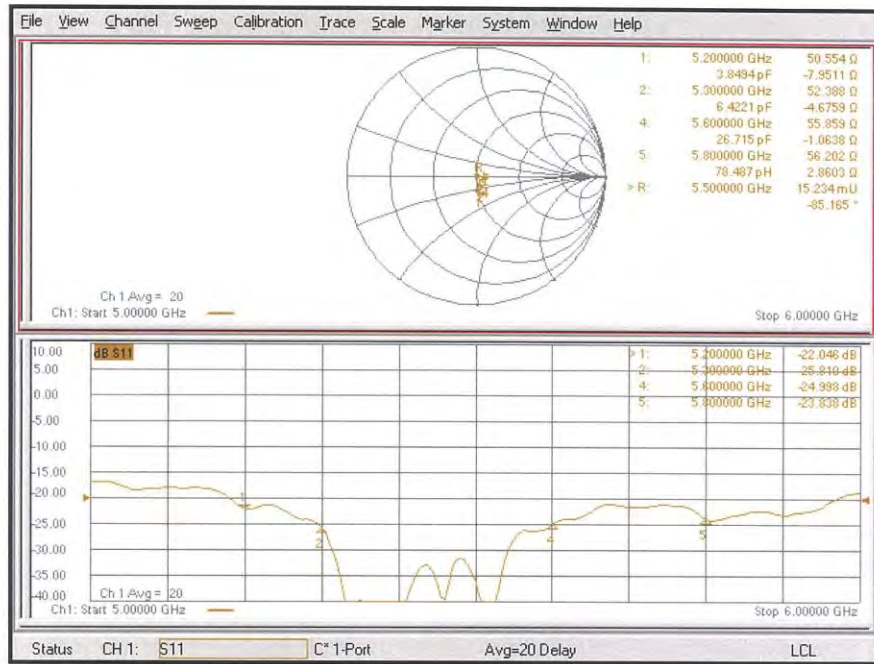 File View Channel Sweep Calibration Trace Scale Marker System Window Help
1: 5.200000 GHz 50.554 Ω
3.8494 pF -7.9511 Ω
2: 5.300000 GHz 52.388 Ω
6.4221 pF -4.6759 Ω
4: 5.600000 GHz 55.859 Ω
26.715 pF -1.0638 Ω
5: 5.800000 GHz 56.202 Ω
78.487 pH 2.8603 Ω
> R: 5.500000 GHz 15.234 mU
-85.165 °
Ch 1 Avg = 20
Ch1: Start 5.00000 GHz
Stop 6.00000 GHz
10.00
dB S11
5.00
0.00
-5.00
-10.00
-15.00
-20.00
-25.00
-30.00
-35.00
-40.00
> 1: 5.200000 GHz -22.046 dB
2: 5.300000 GHz -25.810 dB
4: 5.600000 GHz -24.998 dB
5: 5.800000 GHz -23.838 dB
1
2
4
5
Ch 1 Avg = 20
Ch1: Start 5.00000 GHz
Stop 6.00000 GHz
Status CH 1: S11 C* 1-Port Avg=20 Delay LCL